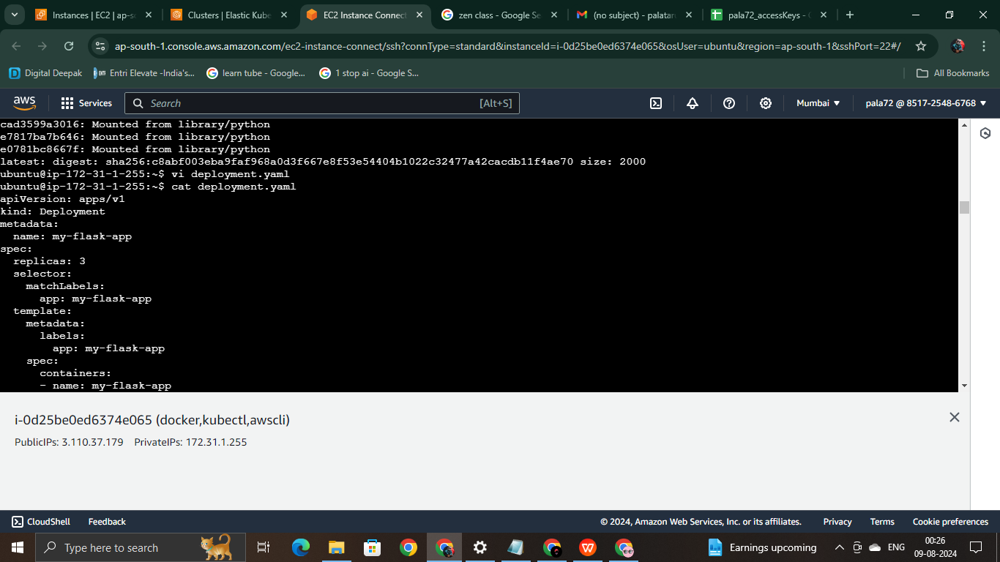 Instances | EC2 | ap-s
Clusters | Elastic Kube
EC2 Instance Connect
zen class - Google Se
(no subject) - palatar
pala72_accessKeys -
ap-south-1.console.aws.amazon.com/ec2-instance-connect/ssh?connType=standard&instanceId=i-0d25be0ed6374e065&osUser=ubuntu&region=ap-south-1&sshPort=22#/
Digital Deepak
Entri Elevate -India's...
learn tube - Google...
1 stop ai - Google S...
All Bookmarks
aws
Services
Search
[Alt+S]
Mumbai
pala72 @ 8517-2548-6768
cad3599a3016: Mounted from library/python
e7817ba7b646: Mounted from library/python
e0781bc8667f: Mounted from library/python
latest: digest: sha256:c8abf003eba9faf968a0d3f667e8f53e54404b1022c32477a42cacdb11f4ae70 size: 2000
ubuntu@ip-172-31-1-255:~$ vi deployment.yaml
ubuntu@ip-172-31-1-255:~$ cat deployment.yaml
apiVersion: apps/v1
kind: Deployment
metadata:
  name: my-flask-app
spec:
  replicas: 3
  selector:
    matchLabels:
      app: my-flask-app
  template:
    metadata:
      labels:
        app: my-flask-app
    spec:
      containers:
      - name: my-flask-app
i-0d25be0ed6374e065 (docker,kubectl,awscli)
PublicIPs: 3.110.37.179 PrivateIPs: 172.31.1.255
CloudShell
Feedback
© 2024, Amazon Web Services, Inc. or its affiliates.
Privacy
Terms
Cookie preferences
Type here to search
Earnings upcoming
ENG
00:26
09-08-2024